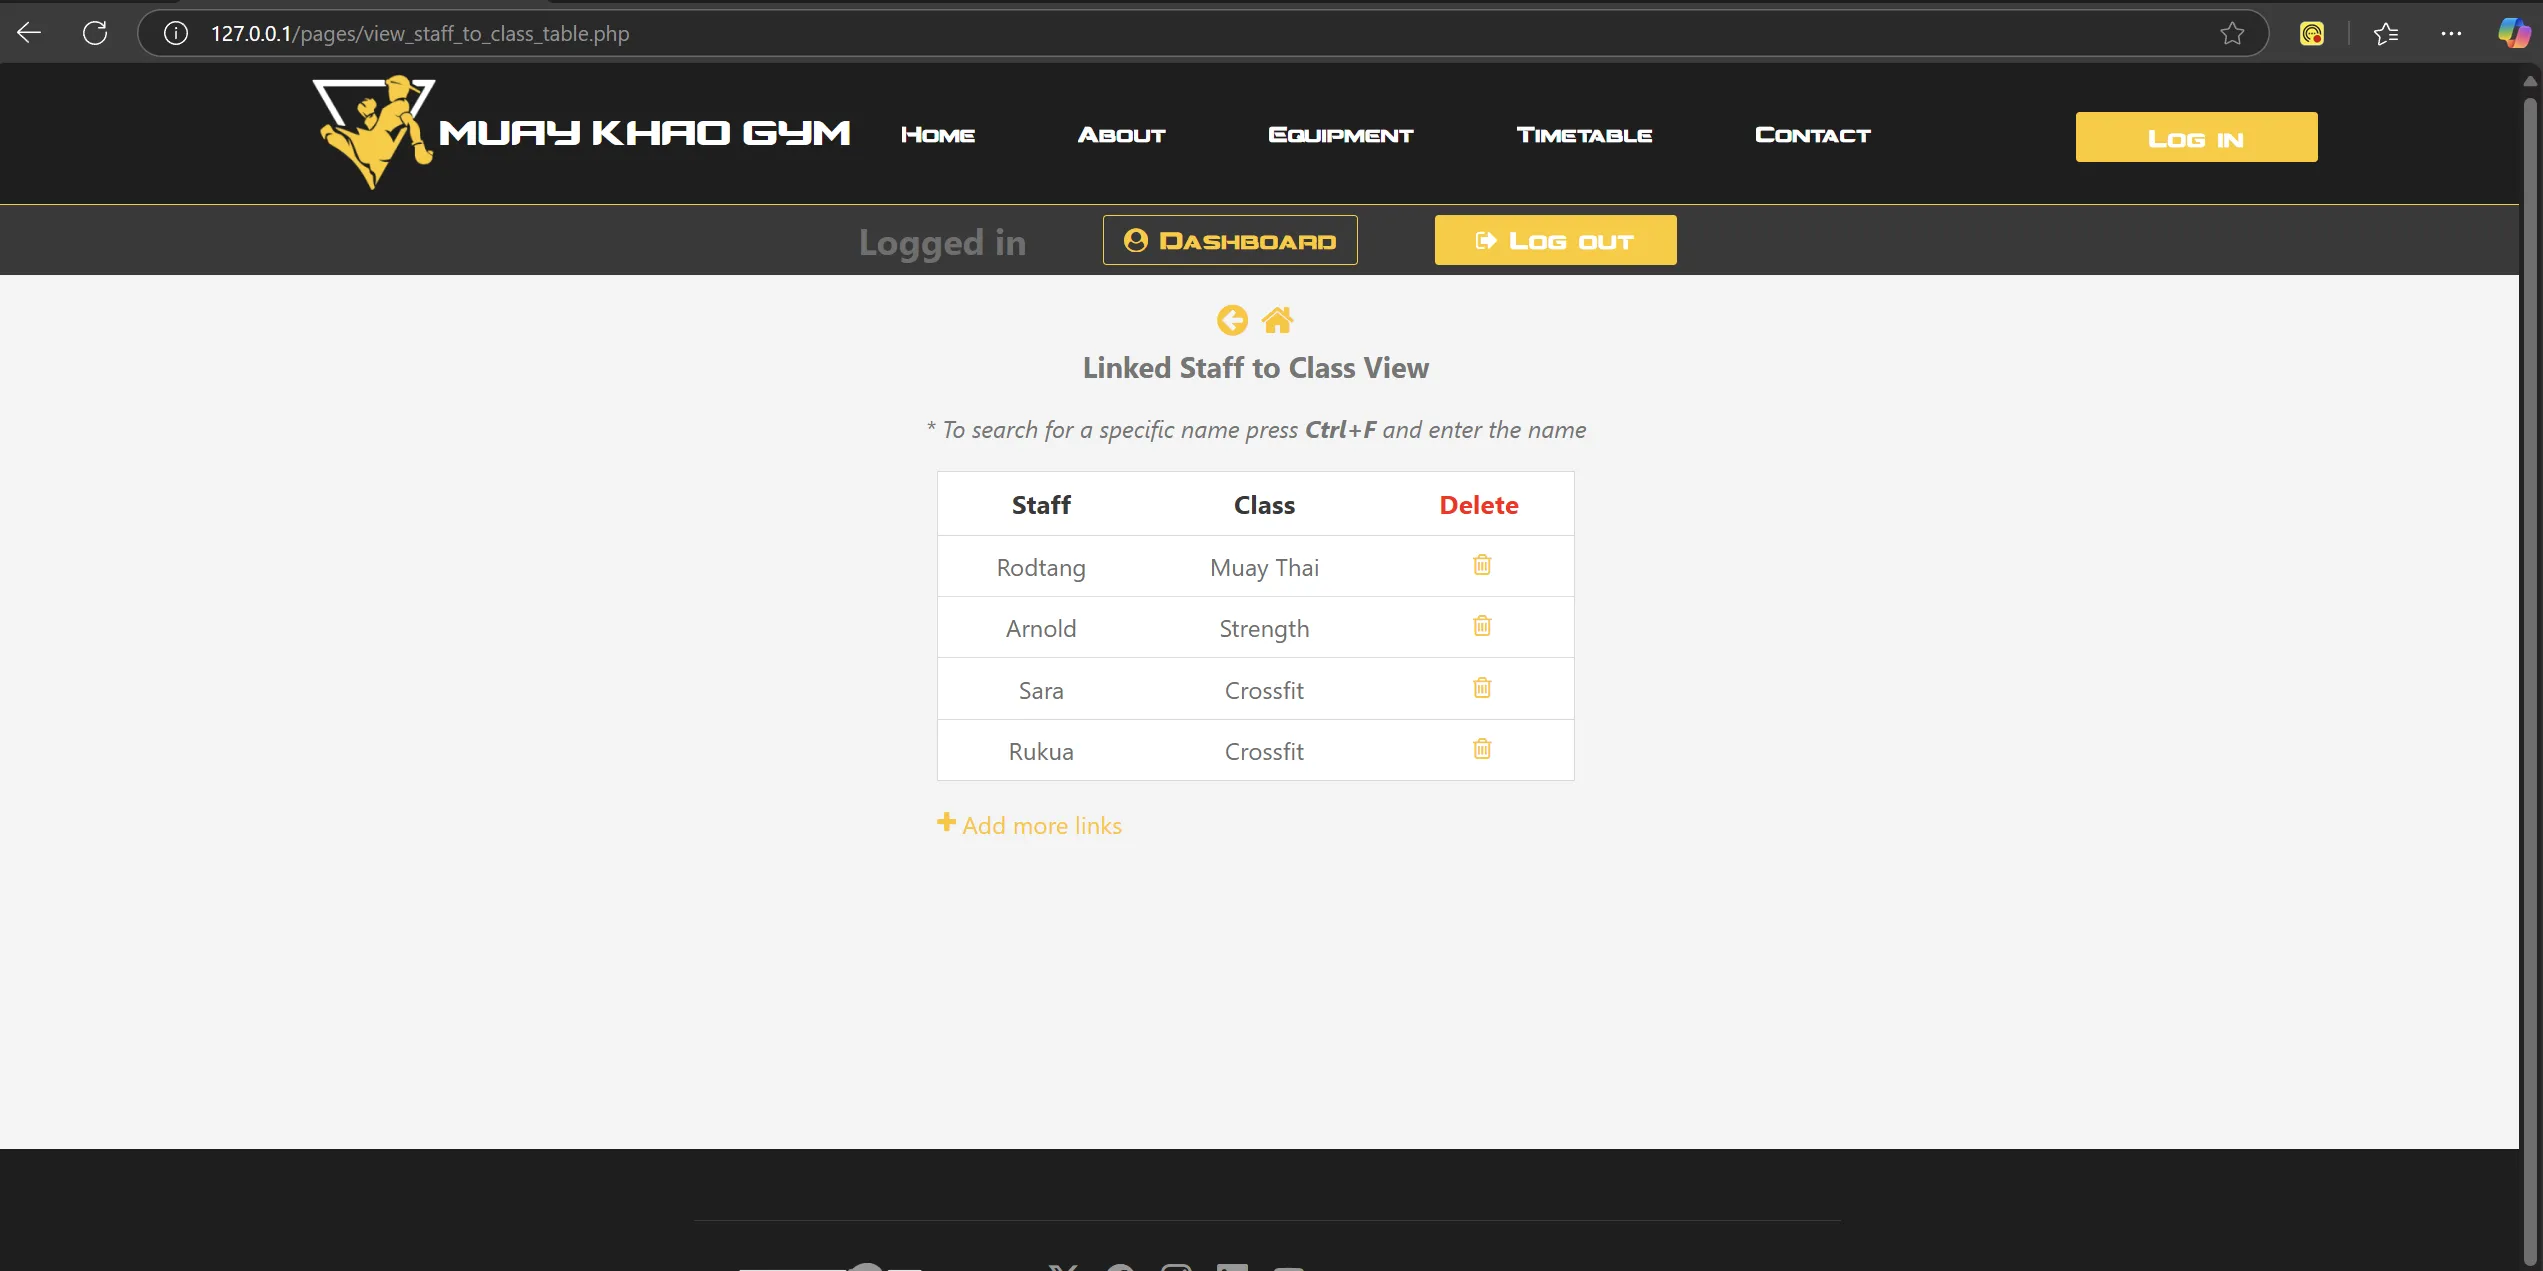 127.0.0.1/pages/view_staff_to_class_table.php
MUAY KHAO GYM Home About Equipment Timetable Contact Log in
Logged in Dashboard Log out
Linked Staff to Class View
* To search for a specific name press Ctrl+F and enter the name
Staff Class Delete
Rodtang Muay Thai
Arnold Strength
Sara Crossfit
Rukua Crossfit
Add more links